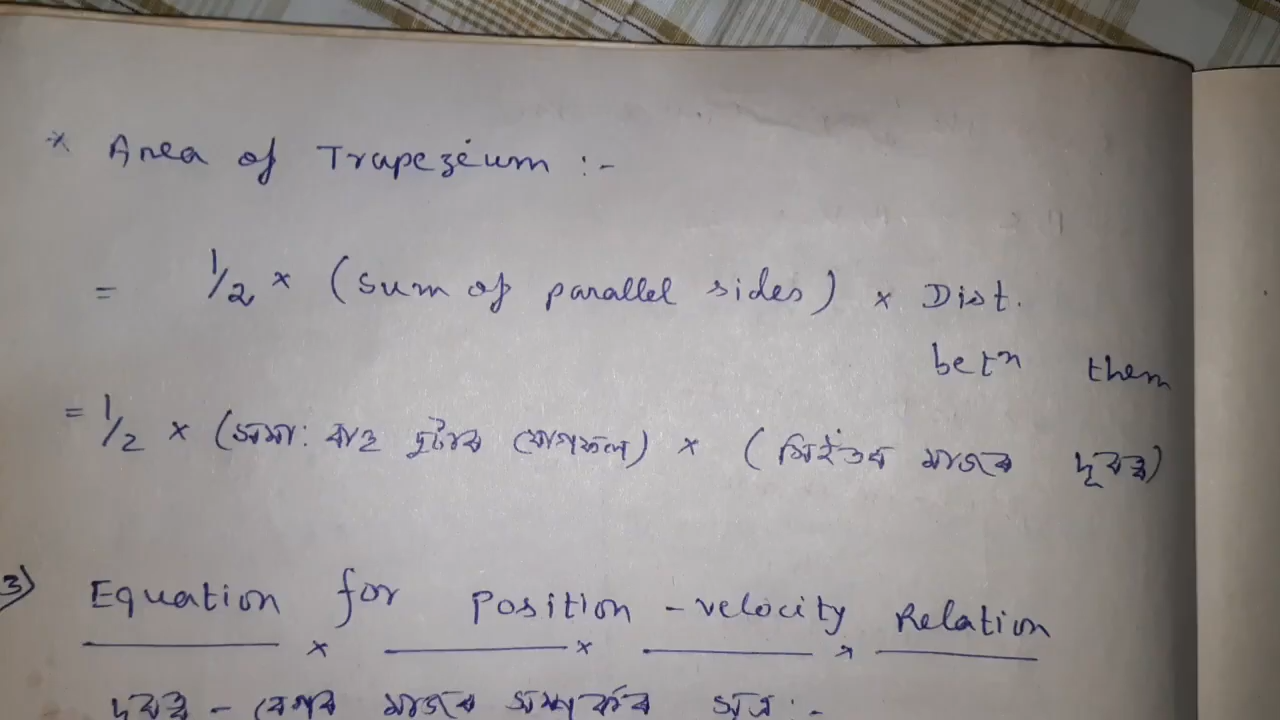 * Area of Trapezium :-
= 1/2 × (Sum of parallel sides) × Dist.
betn them
= 1/2 × (সমা: বাহু দুটাৰ যোগফল) × (সিহঁতৰ মাজৰ দূৰত্ব)
3) Equation for Position - velocity Relation
দূৰত্ব - বেগৰ মাজৰ সম্পৰ্কৰ সূত্ৰ :-